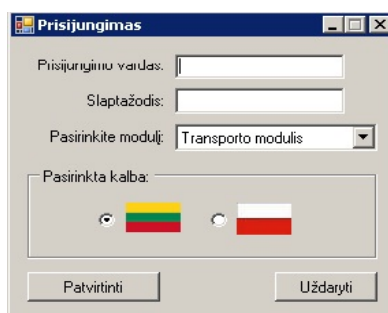 Prisijungimas
Prisijungimo vardas:
Slaptažodis:
Pasirinkite modulį: Transporto modulis
Pasirinkta kalba:
Patvirtinti Uždaryti